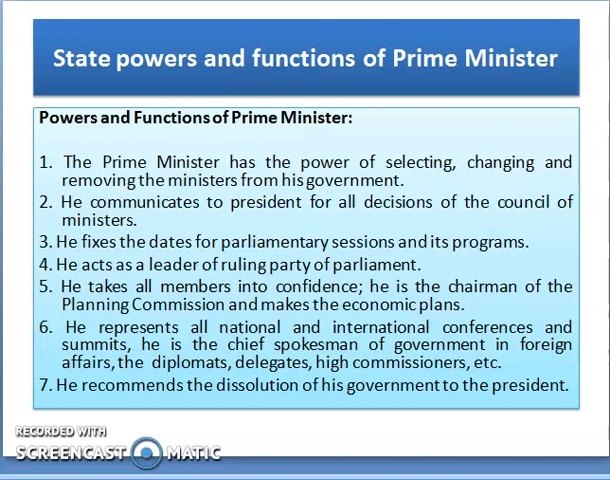 State powers and functions of Prime Minister
Powers and Functions of Prime Minister:
1. The Prime Minister has the power of selecting, changing and
removing the ministers from his government.
2. He communicates to president for all decisions of the council of
ministers.
3. He fixes the dates for parliamentary sessions and its programs.
4. He acts as a leader of ruling party of parliament.
5. He takes all members into confidence; he is the chairman of the
Planning Commission and makes the economic plans.
6. He represents all national and international conferences and
summits, he is the chief spokesman of government in foreign
affairs, the diplomats, delegates, high commissioners, etc.
7. He recommends the dissolution of his government to the president.
RECORDED WITH
SCREENCAST MATIC